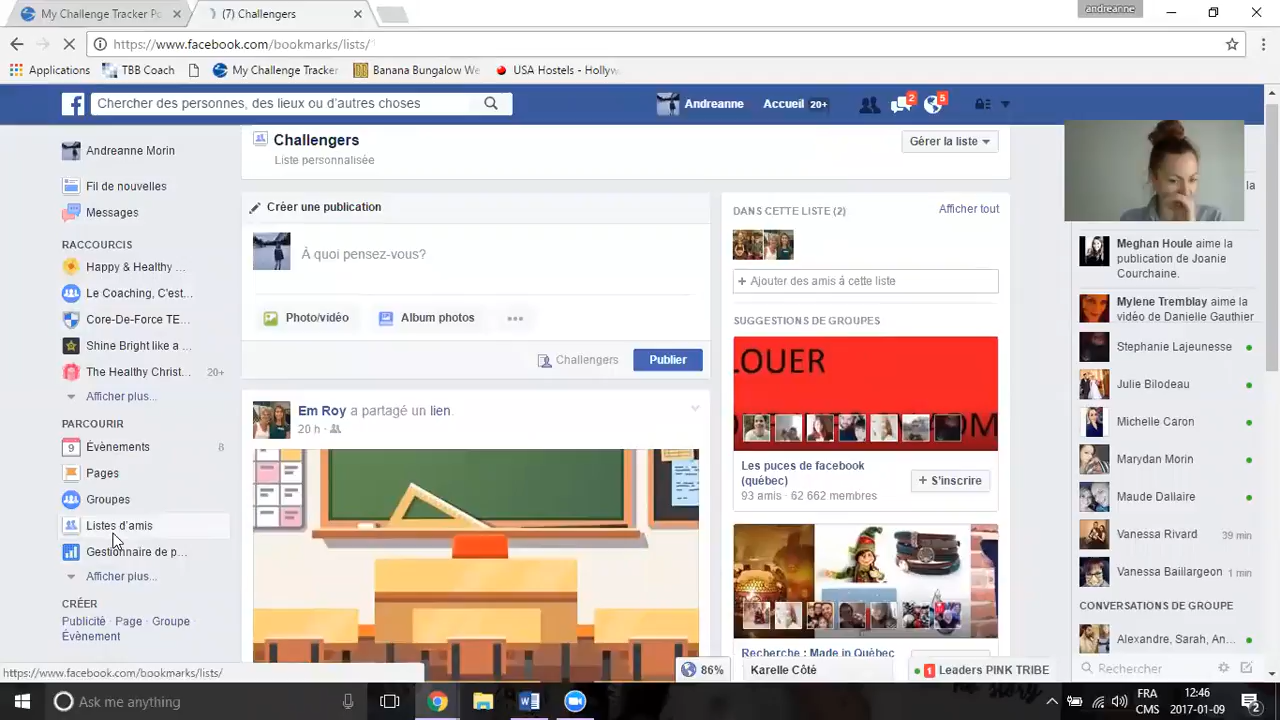 My Challenge Tracker Po
(7) Challengers
andreanne
https://www.facebook.com/bookmarks/lists/
Applications
TBB Coach
My Challenge Tracker
Banana Bungalow We
USA Hostels - Hollyw
Chercher des personnes, des lieux ou d'autres choses
Andreanne
Accueil 20+
2
5
Andreanne Morin
Fil de nouvelles
Messages
RACCOURCIS
Happy & Healthy ...
Le Coaching, C'est...
Core-De-Force TE...
Shine Bright like a ...
The Healthy Christ... 20+
Afficher plus...
PARCOURIR
9 Évènements 8
Pages
Groupes
Listes d'amis
Gestionnaire de p...
Afficher plus...
CRÉER
Publicité · Page · Groupe ·
Évènement
https://www.facebook.com/bookmarks/lists/
Challengers
Liste personnalisée
Gérer la liste
Créer une publication
À quoi pensez-vous?
Photo/vidéo
Album photos
Challengers
Publier
Em Roy a partagé un lien.
20 h ·
DANS CETTE LISTE (2)
Afficher tout
+ Ajouter des amis à cette liste
SUGGESTIONS DE GROUPES
LOUER
OM
Les puces de facebook
(québec)
93 amis · 62 662 membres
+ S'inscrire
Recherche : Made in Québec
la
Meghan Houle aime la
publication de Joanie
Courchaine.
Mylene Tremblay aime la
vidéo de Danielle Gauthier
Stephanie Lajeunesse
Julie Bilodeau
Michelle Caron
Marydan Morin
Maude Dallaire
Vanessa Rivard 39 min
Vanessa Baillargeon 1 min
CONVERSATIONS DE GROUPE
Alexandre, Sarah, An...
Rechercher
86%
Karelle Côté
1 Leaders PINK TRIBE
story
Ask me anything
FRA
CMS
12:46
2017-01-09
2